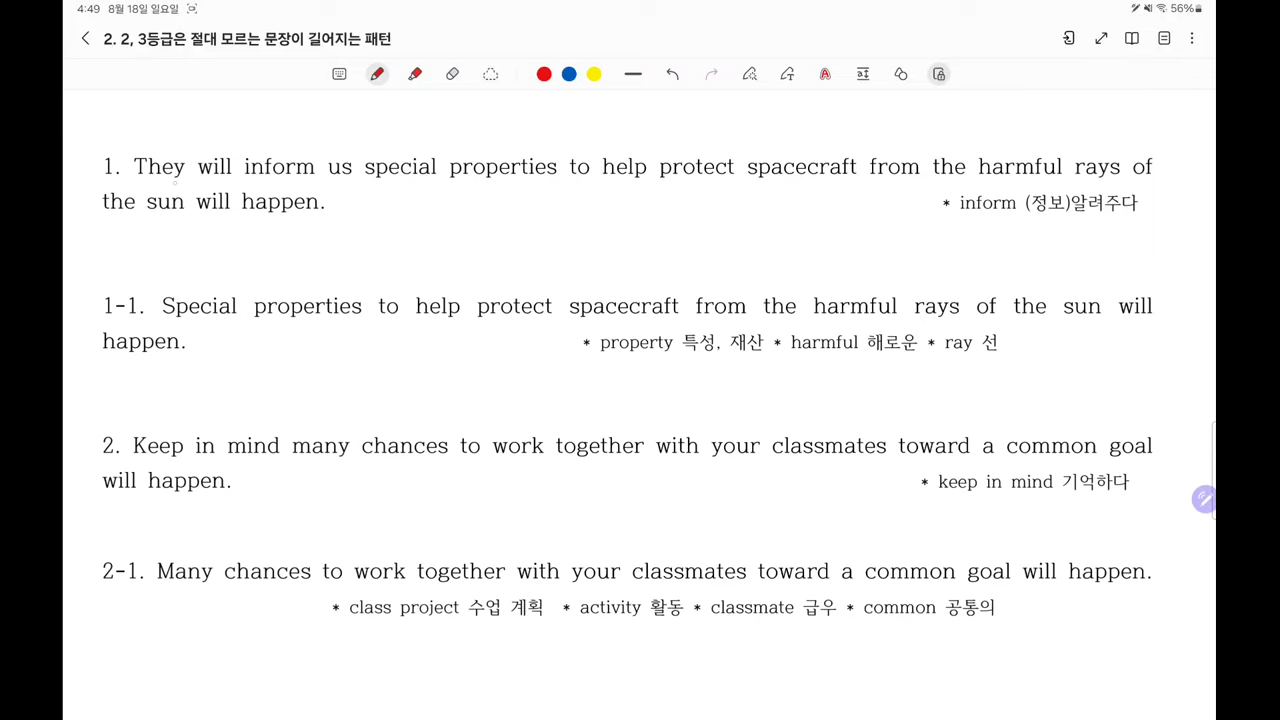 4:49 8월 18일 일요일 56%
2. 2, 3등급은 절대 모르는 문장이 길어지는 패턴
1. They will inform us special properties to help protect spacecraft from the harmful rays of
the sun will happen. * inform (정보)알려주다
1-1. Special properties to help protect spacecraft from the harmful rays of the sun will
happen. * property 특성, 재산 * harmful 해로운 * ray 선
2. Keep in mind many chances to work together with your classmates toward a common goal
will happen. * keep in mind 기억하다
2-1. Many chances to work together with your classmates toward a common goal will happen.
* class project 수업 계획 * activity 활동 * classmate 급우 * common 공통의